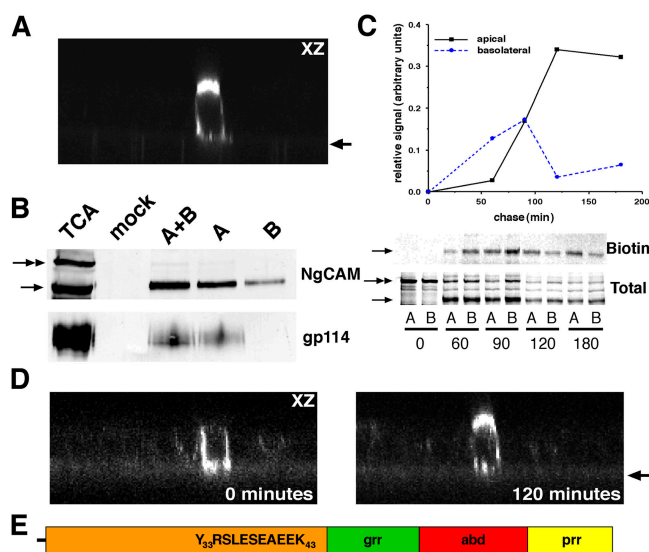 A
XZ
B
TCA
mock
A+B
A
B
NgCAM
gp114
C
relative signal (arbitrary units)
0.4
0.3
0.2
0.1
0.0
apical
basolateral
0
50
100
150
200
chase (min)
Biotin
Total
A B A B A B A B A B
0 60 90 120 180
D
XZ
0 minutes
120 minutes
E
Y33RSLESEAEEK43
grr
abd
prr